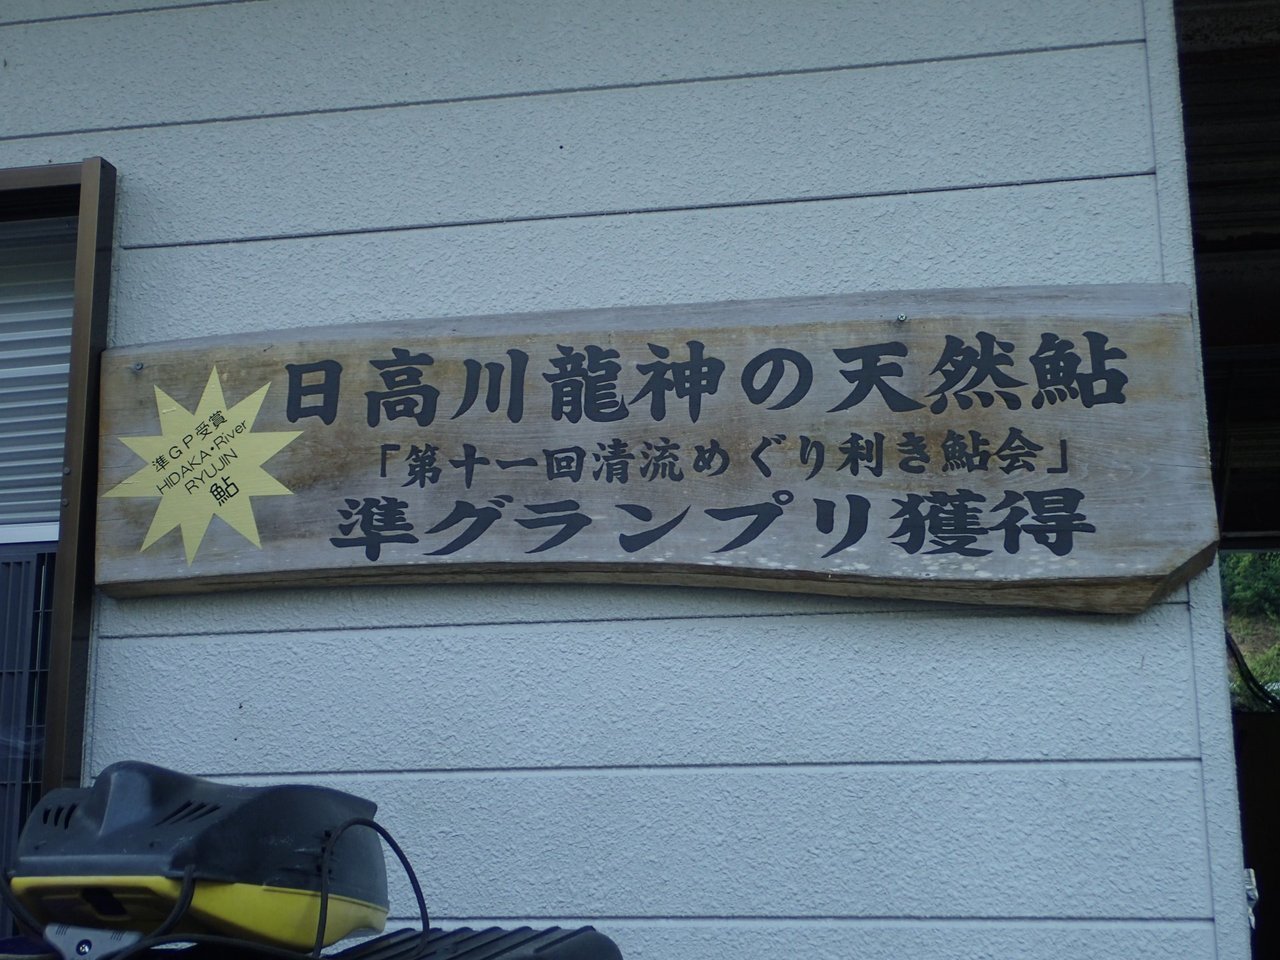 日高川龍神の天然鮎
「第十一回清流めぐり利き鮎会」
準グランプリ獲得
準GP受賞
HIDAKA・River
RYUJIN
鮎